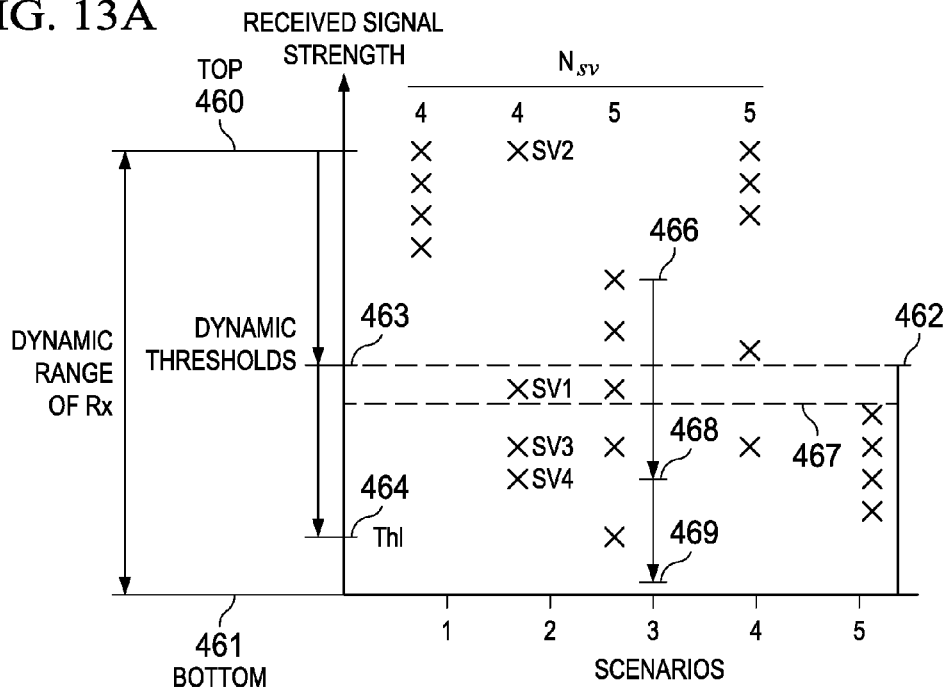 IG. 13A
RECEIVED SIGNAL
STRENGTH
TOP
460
Nsv
4 4 5 5
SV2
466
463
462
DYNAMIC
THRESHOLDS
DYNAMIC
RANGE
OF Rx
SV1
467
SV3
468
SV4
464
Thl
469
461
BOTTOM
1 2 3 4 5
SCENARIOS